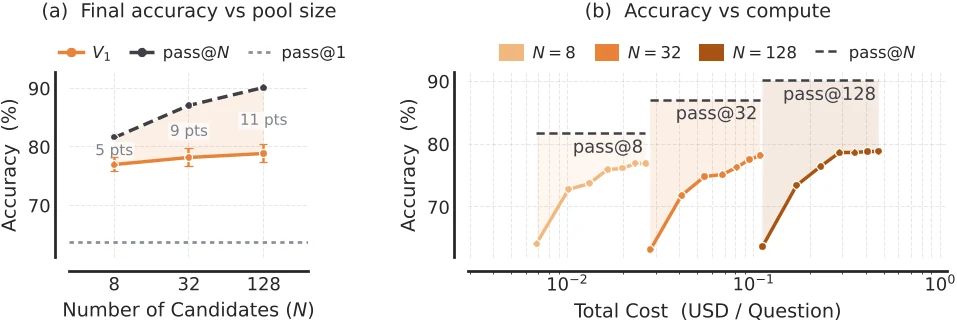 (a) Final accuracy vs pool size
V1 pass@N pass@1
90
80
70
5 pts
9 pts
11 pts
8 32 128
Accuracy (%)
Number of Candidates (N)
(b) Accuracy vs compute
N = 8 N = 32 N = 128 pass@N
90
80
70
pass@8
pass@32
pass@128
10⁻² 10⁻¹ 10⁰
Accuracy (%)
Total Cost (USD / Question)